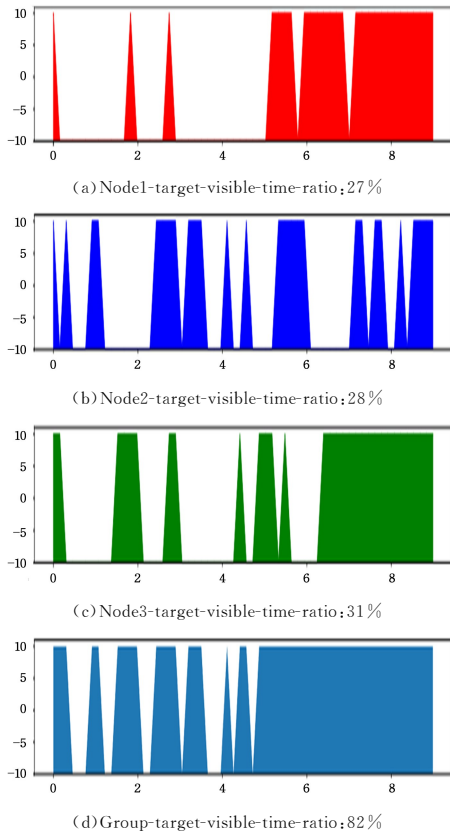 10
5
0
−5
−10
0 2 4 6 8
(a)Node1-target-visible-time-ratio:27%
10
5
0
−5
−10
0 2 4 6 8
(b)Node2-target-visible-time-ratio:28%
10
5
0
−5
−10
0 2 4 6 8
(c)Node3-target-visible-time-ratio:31%
10
5
0
−5
−10
0 2 4 6 8
(d)Group-target-visible-time-ratio:82%